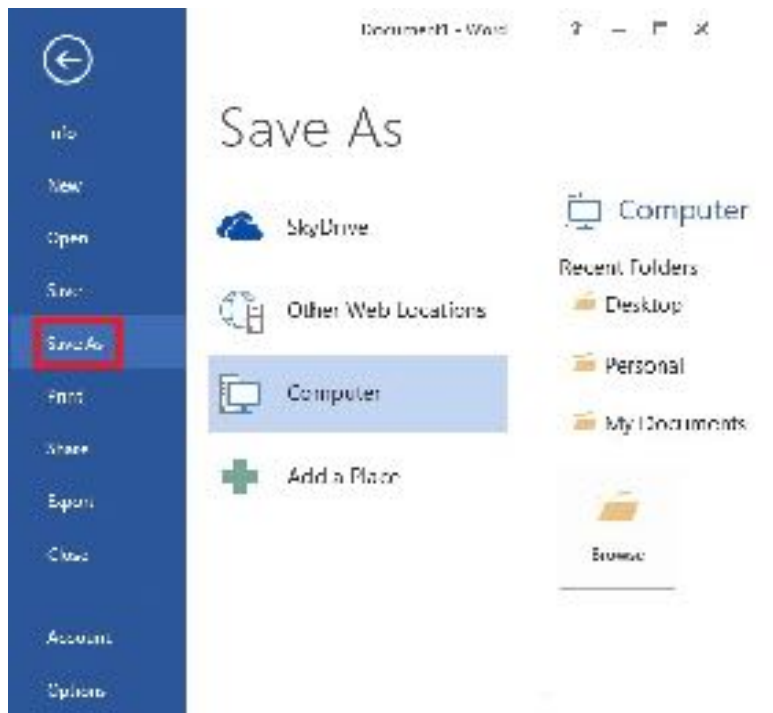 Document1 - Word
?
Info
New
Open
Save
Save As
Print
Share
Export
Close
Account
Options
Save As
SkyDrive
Other Web Locations
Computer
Add a Place
Computer
Recent Folders
Desktop
Personal
My Documents
Browse